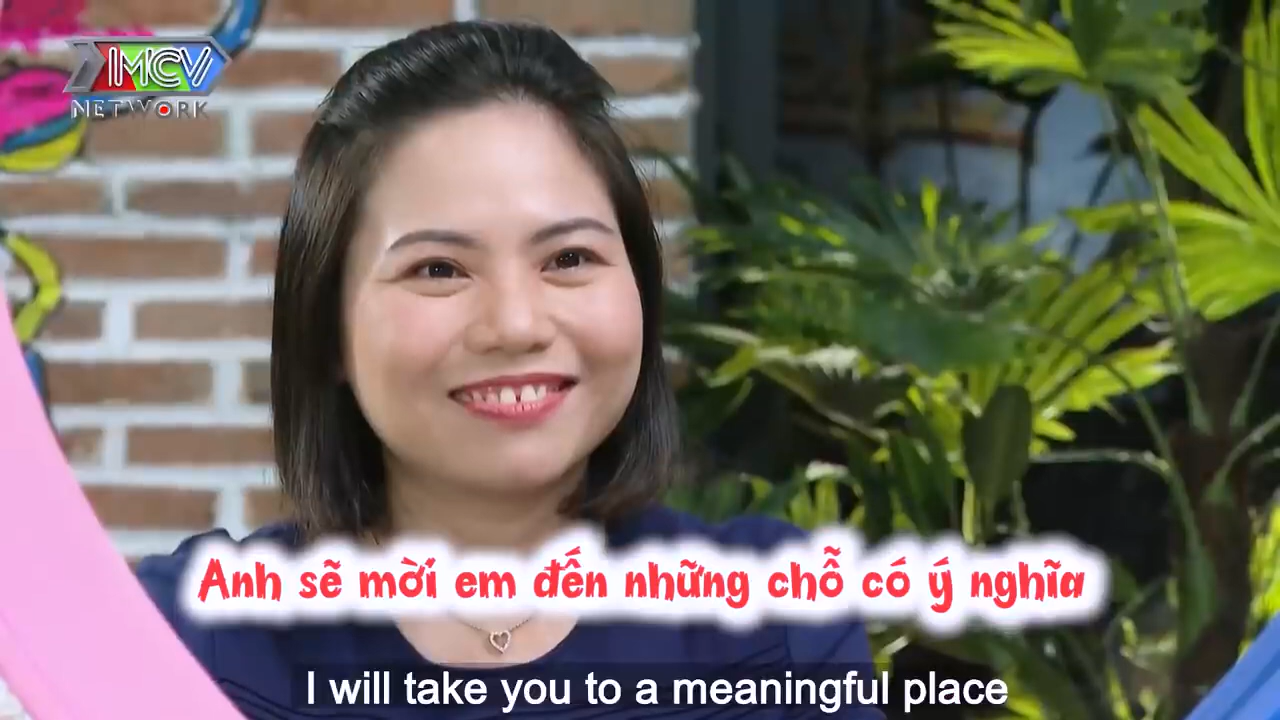 MCV
NETWORK
Anh sẽ mời em đến những chỗ có ý nghĩa
I will take you to a meaningful place